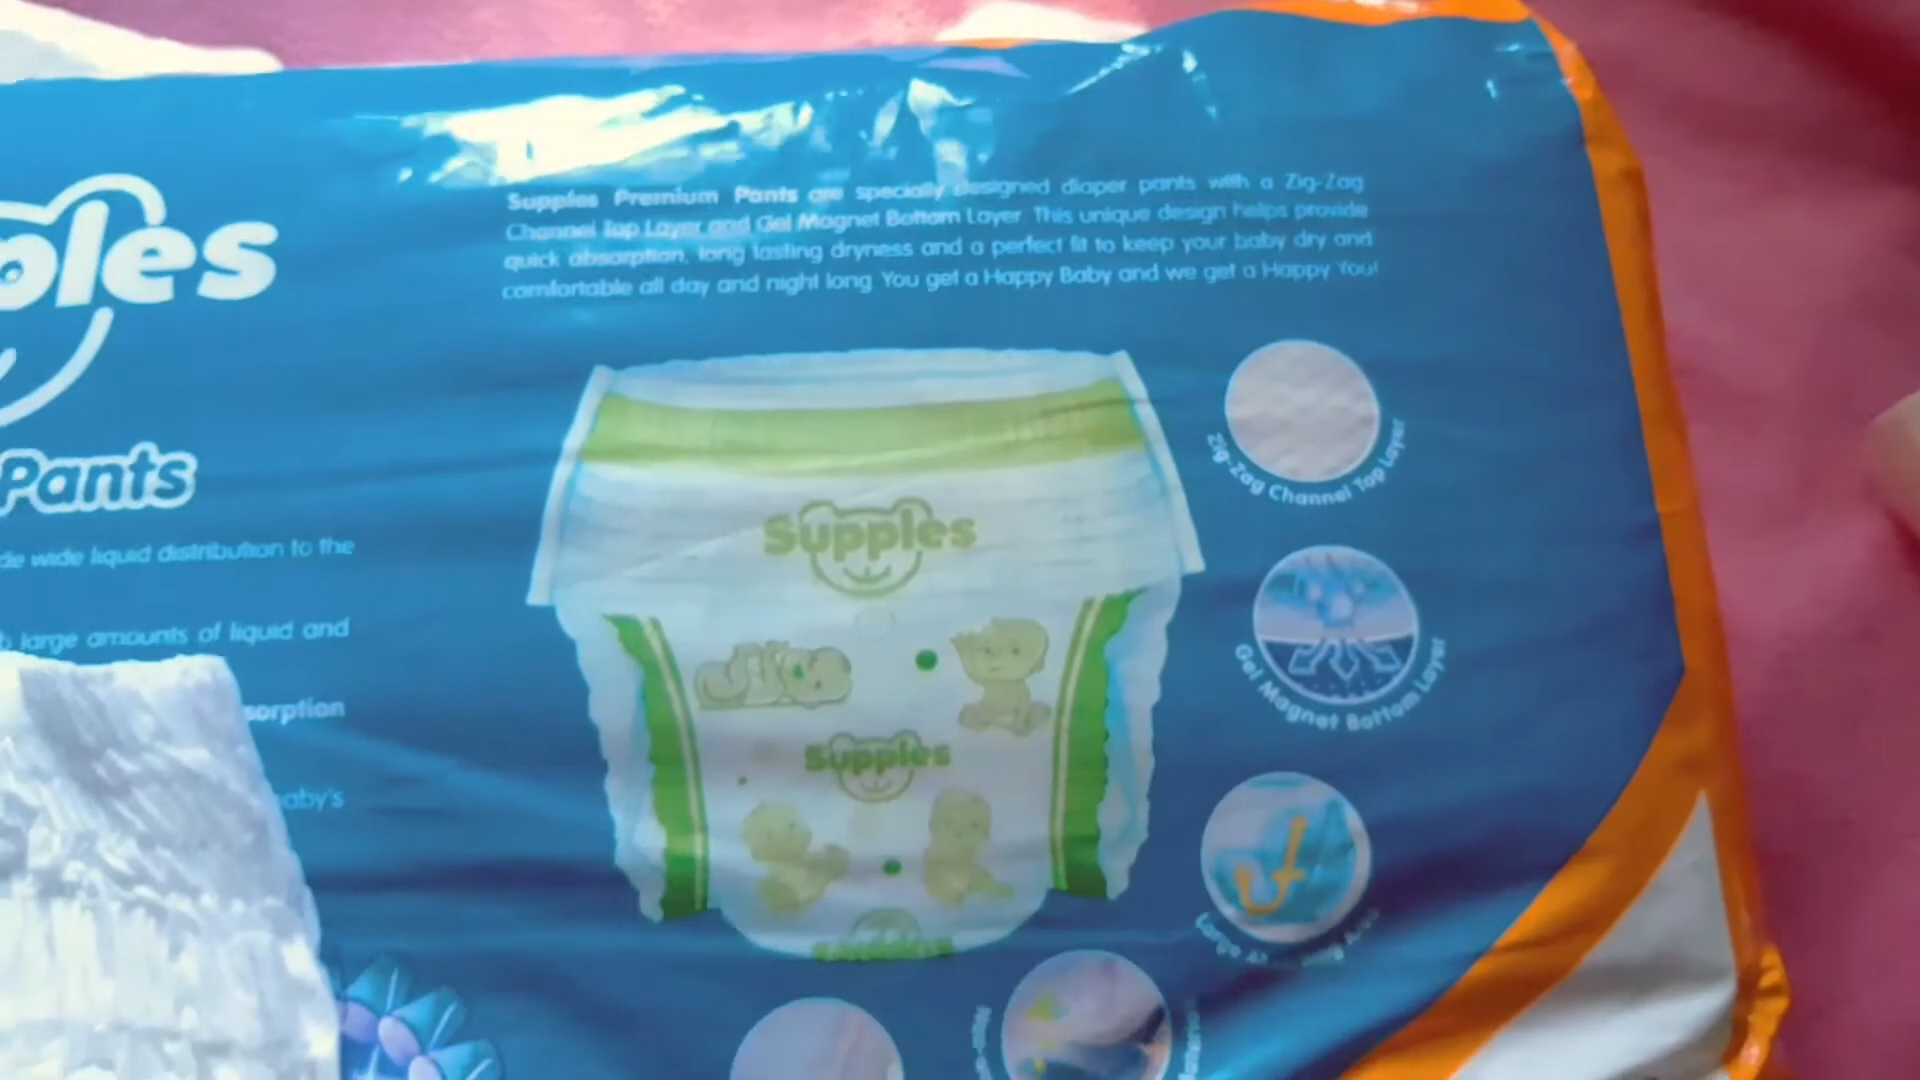 Supples Premium Pants are specially designed diaper pants with a Zig-Zag
Channel Top Layer and Gel Magnet Bottom Layer. This unique design helps provide
quick absorption, long lasting dryness and a perfect fit to keep your baby dry and
comfortable all day and night long You get a Happy Baby and we get a Happy You!
ples
Pants
de wide liquid distribution to the
b large amounts of liquid and
sorption
aby's
Supples
Supples
Supples
Zig-Zag Channel Top Layer
Gel Magnet Bottom Layer
Large